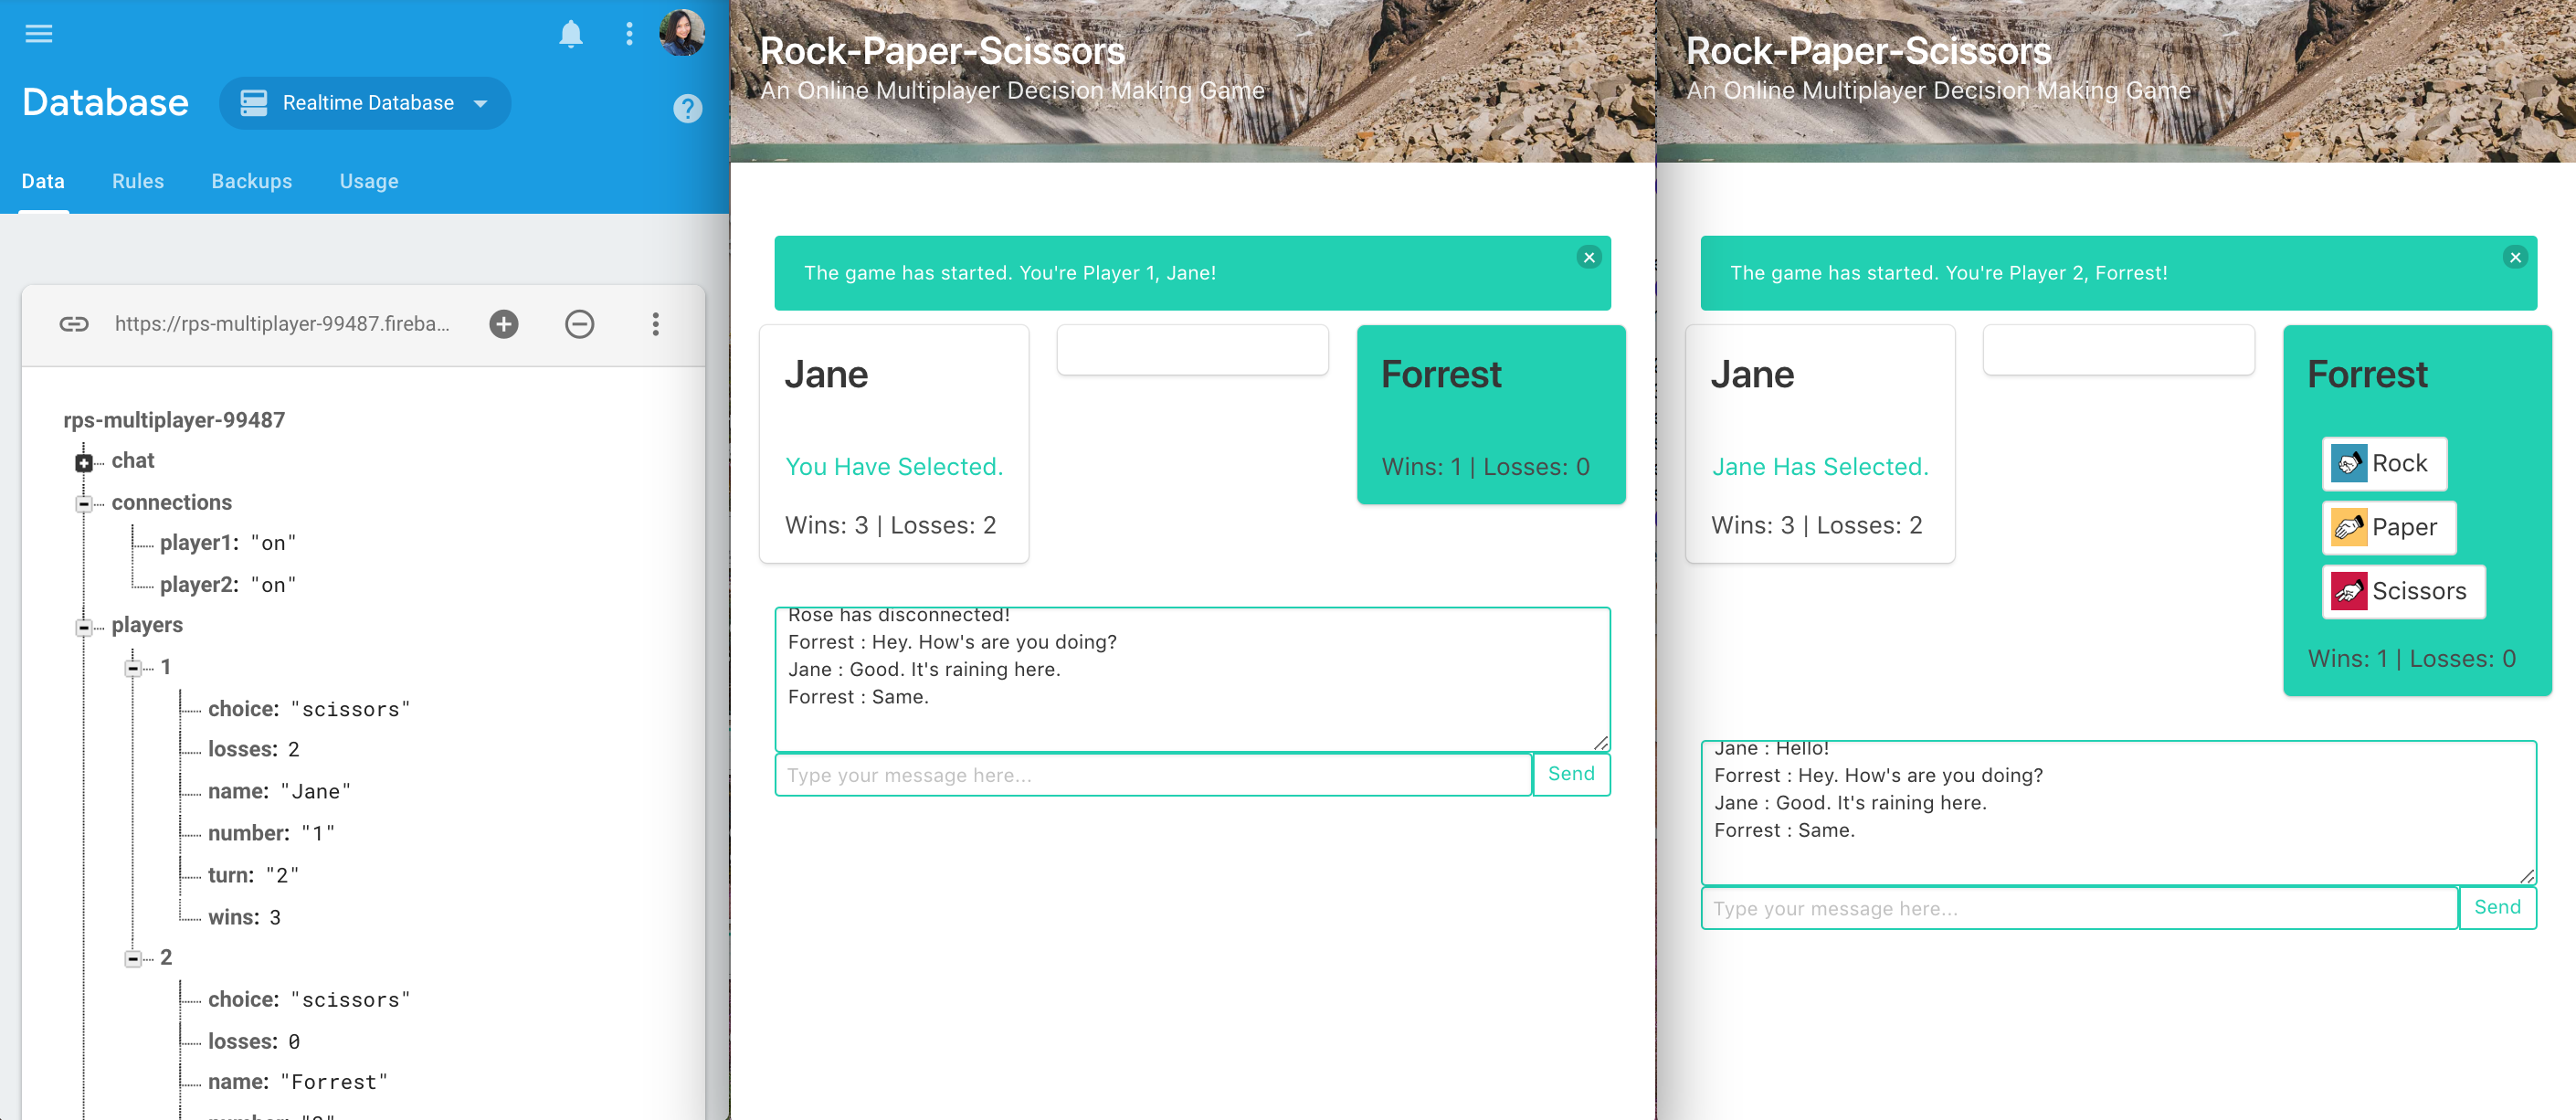 Database
Realtime Database
?
Data
Rules
Backups
Usage
https://rps-multiplayer-99487.fireba...
rps-multiplayer-99487
chat
connections
player1: "on"
player2: "on"
players
1
choice: "scissors"
losses: 2
name: "Jane"
number: "1"
turn: "2"
wins: 3
2
choice: "scissors"
losses: 0
name: "Forrest"
Rock-Paper-Scissors
An Online Multiplayer Decision Making Game
The game has started. You're Player 1, Jane!
Jane
You Have Selected.
Wins: 3 | Losses: 2
Forrest
Wins: 1 | Losses: 0
Rose has disconnected!
Forrest : Hey. How's are you doing?
Jane : Good. It's raining here.
Forrest : Same.
Type your message here...
Send
Rock-Paper-Scissors
An Online Multiplayer Decision Making Game
The game has started. You're Player 2, Forrest!
Jane
Jane Has Selected.
Wins: 3 | Losses: 2
Forrest
Rock
Paper
Scissors
Wins: 1 | Losses: 0
Jane : Hello!
Forrest : Hey. How's are you doing?
Jane : Good. It's raining here.
Forrest : Same.
Type your message here...
Send